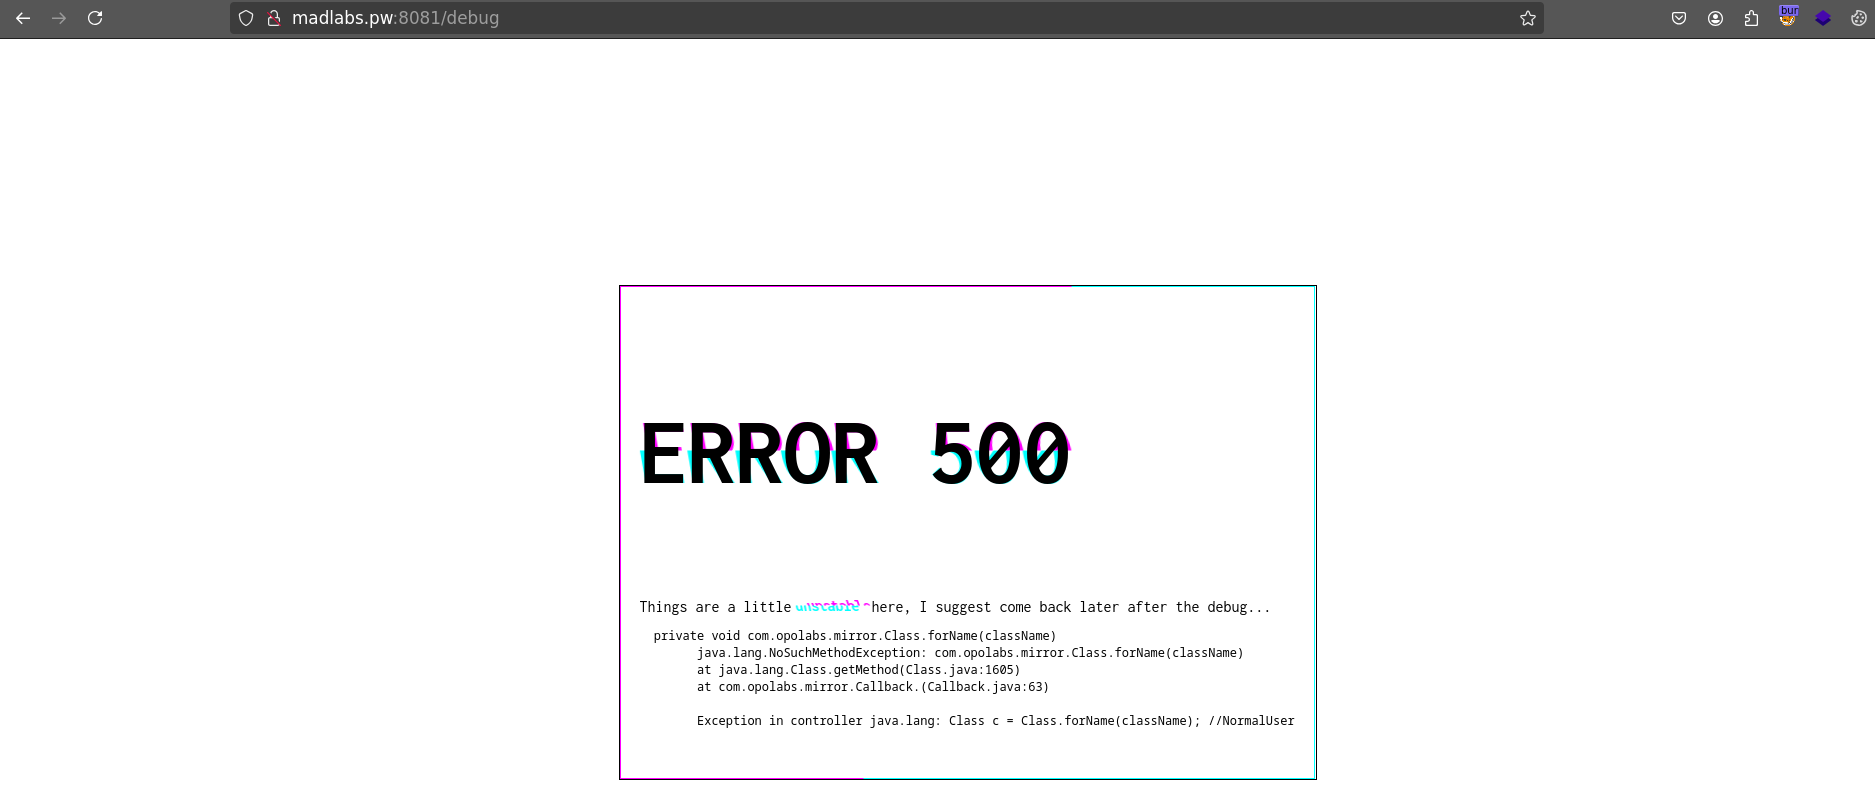 madlabs.pw:8081/debug
bur
ERROR 500
Things are a little unstable here, I suggest come back later after the debug...
private void com.opolabs.mirror.Class.forName(className)
java.lang.NoSuchMethodException: com.opolabs.mirror.Class.forName(className)
at java.lang.Class.getMethod(Class.java:1605)
at com.opolabs.mirror.Callback.(Callback.java:63)
Exception in controller java.lang: Class c = Class.forName(className); //NormalUser